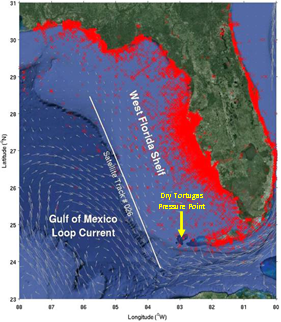 31
30
29
28
27
26
25
24
23
Latitude (°N)
West Florida Shelf
Satellite Track # 026
Dry Tortugas
Pressure Point
Gulf of Mexico
Loop Current
88
87
86
85
84
83
82
81
80
Longitude (°W)